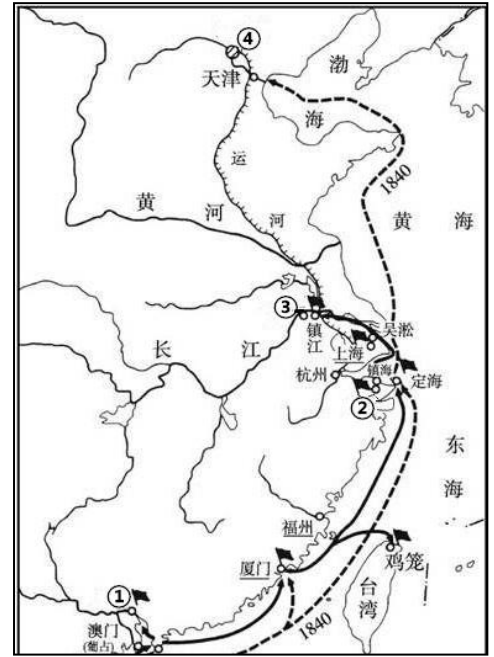 ④
天津
渤
海
运
河
1840
黄 河
黄 海
③
镇江
吴淞
上海
长 江
杭州
镇海
定海
②
东
海
福州
厦门
鸡笼
台湾
①
澳门
(葡占)
1840